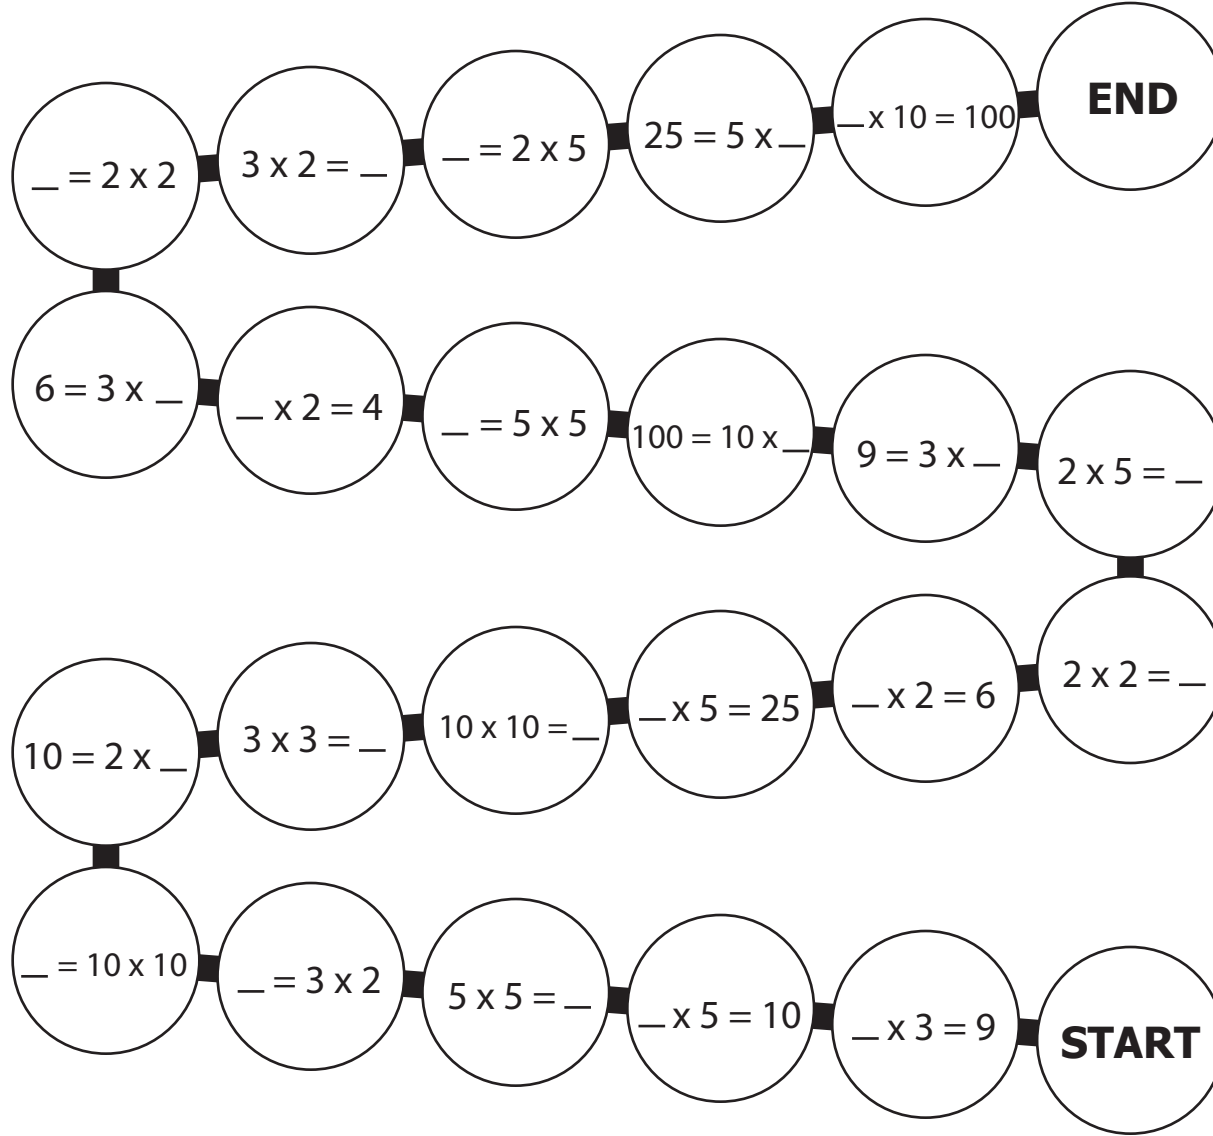 _ = 2 x 2
3 x 2 = _
_ = 2 x 5
25 = 5 x _
_ x 10 = 100
END
6 = 3 x _
_ x 2 = 4
_ = 5 x 5
100 = 10 x _
9 = 3 x _
2 x 5 = _
10 = 2 x _
3 x 3 = _
10 x 10 = _
_ x 5 = 25
_ x 2 = 6
2 x 2 = _
_ = 10 x 10
_ = 3 x 2
5 x 5 = _
_ x 5 = 10
_ x 3 = 9
START